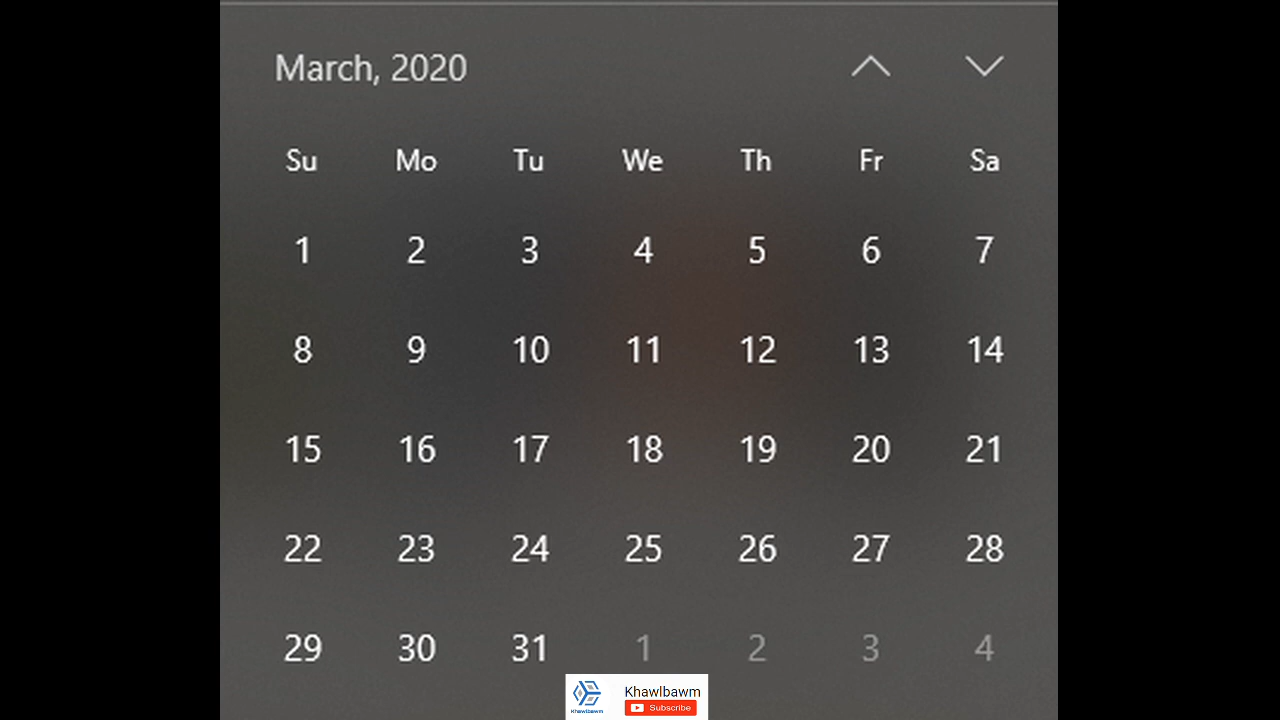 March, 2020
Su Mo Tu We Th Fr Sa
1 2 3 4 5 6 7
8 9 10 11 12 13 14
15 16 17 18 19 20 21
22 23 24 25 26 27 28
29 30 31 1 2 3 4
Khawlbawm
Khawlbawm
Subscribe